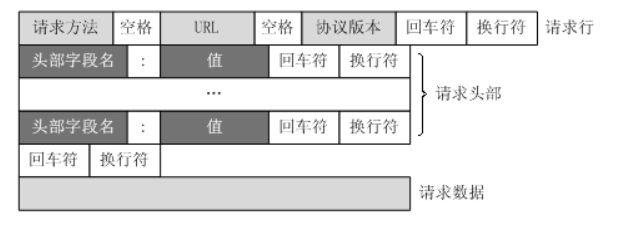 请求方法 空格 URL 空格 协议版本 回车符 换行符 请求行
头部字段名 : 值 回车符 换行符
... 请求头部
头部字段名 : 值 回车符 换行符
回车符 换行符
请求数据